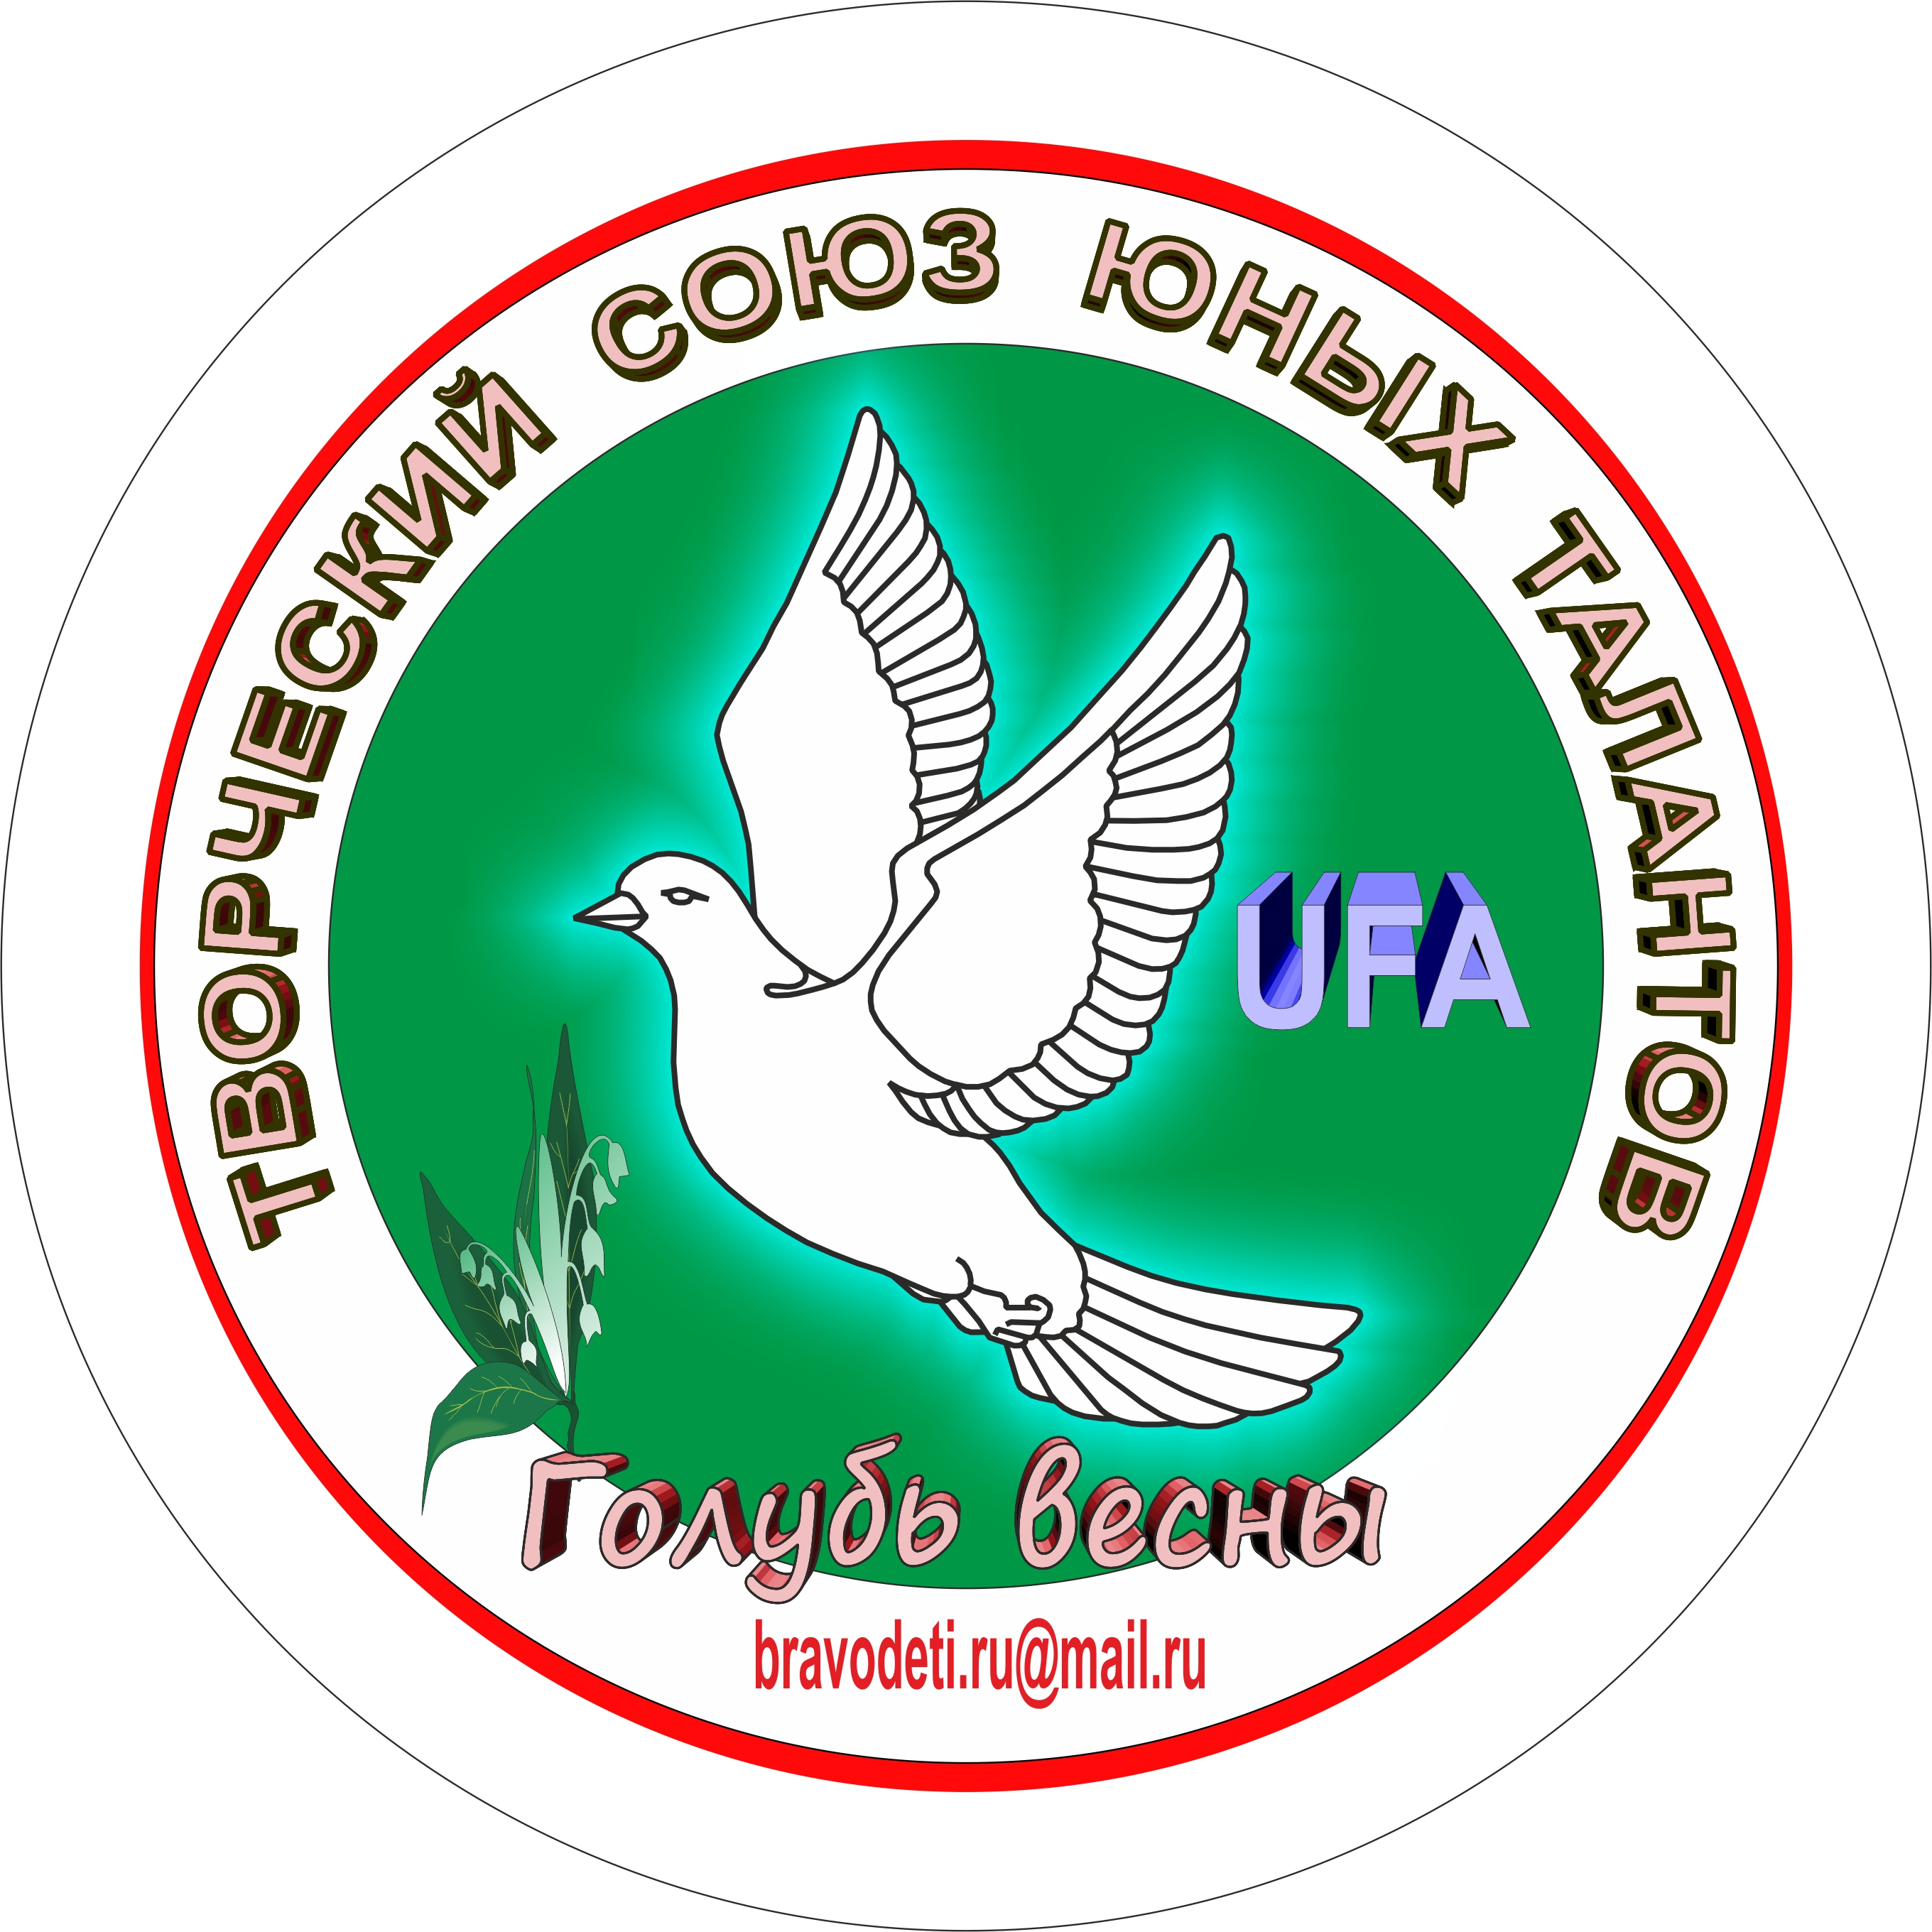 ТВОРЧЕСКИЙ СОЮЗ ЮНЫХ ТАЛАНТОВ
UFA
Голубь весны
bravodeti.ru@mail.ru